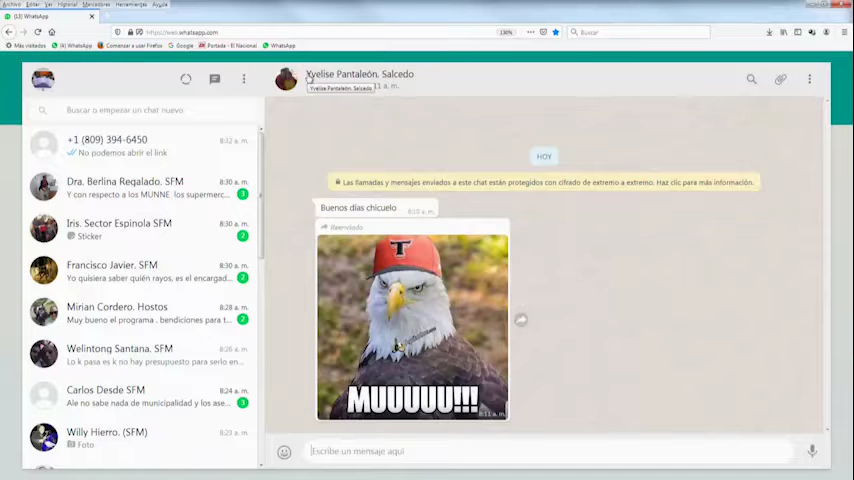 Archivo Editar Ver Historial Marcadores Herramientas Ayuda
(13) WhatsApp
https://web.whatsapp.com
130%
Buscar
Más visitados (4) WhatsApp Comenzar a usar Firefox Google Portada - El Nacional WhatsApp
Yvelise Pantaleón. Salcedo
11 a. m.
Yvelise Pantaleón. Salcedo
Buscar o empezar un chat nuevo
+1 (809) 394-6450 8:32 a. m.
No podemos abrir el link
Dra. Berlina Regalado. SFM 8:30 a. m.
Y con respecto a los MUNNE los supermerc... 3
Iris. Sector Espinola SFM 8:30 a. m.
Sticker 2
Francisco Javier. SFM 8:30 a. m.
Yo quisiera saber quién rayos, es el encargad... 2
Mirian Cordero. Hostos 8:28 a. m.
Muy bueno el programa . bendiciones para t... 2
Welintong Santana. SFM 8:26 a. m.
Lo k pasa es k no hay presupuesto para serlo en...
Carlos Desde SFM 8:24 a. m.
Ale no sabe nada de municipalidad y los ase... 3
Willy Hierro. (SFM) 8:23 a. m.
Foto
HOY
Las llamadas y mensajes enviados a este chat están protegidos con cifrado de extremo a extremo. Haz clic para más información.
Buenos días chicuelo 8:10 a. m.
Reenviado
T
MUUUUU!!!
8:11 a. m.
Escribe un mensaje aquí